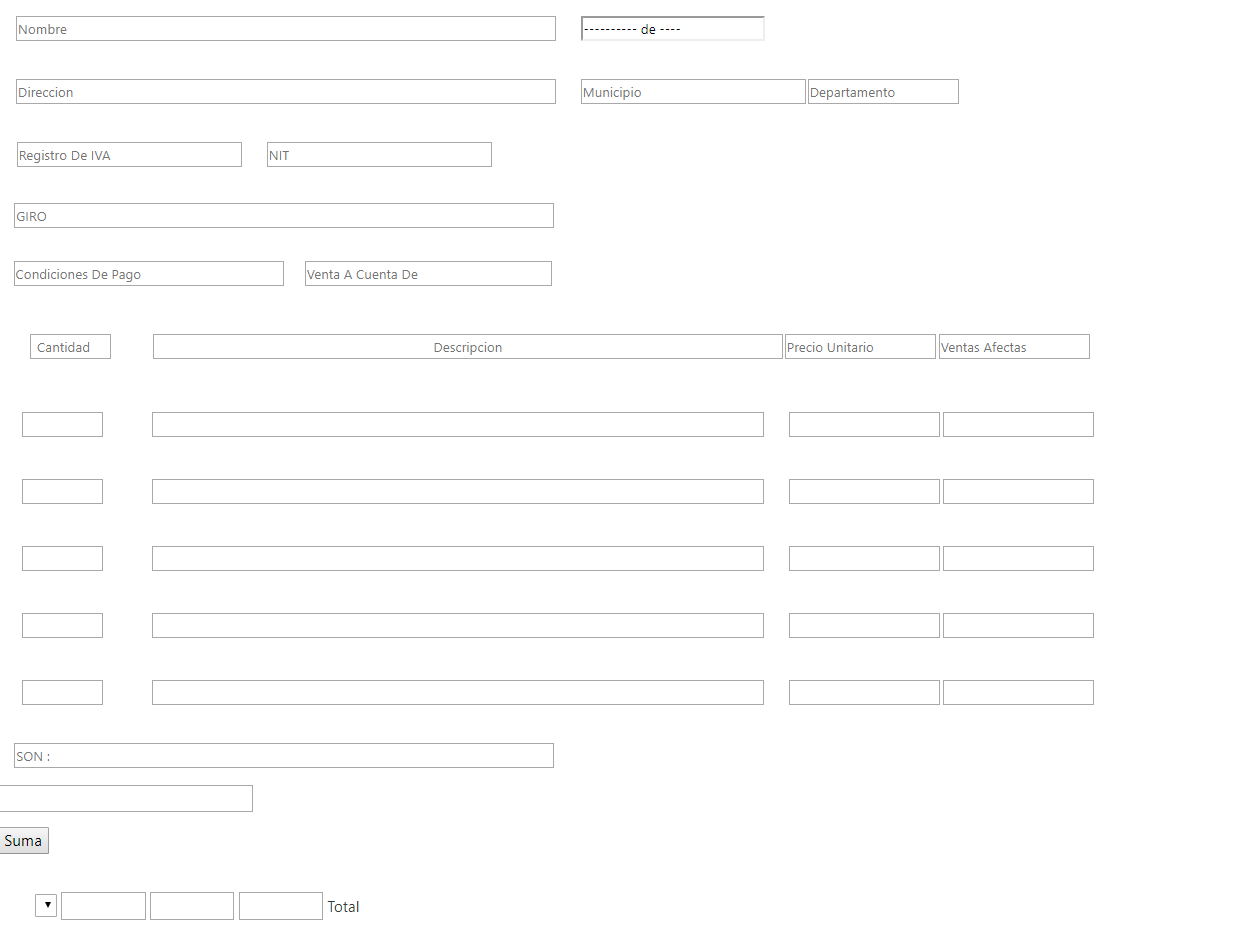 Nombre ---------- de ----
Direccion Municipio Departamento
Registro De IVA NIT
GIRO
Condiciones De Pago Venta A Cuenta De
Cantidad Descripcion Precio Unitario Ventas Afectas
SON :
Suma
Total